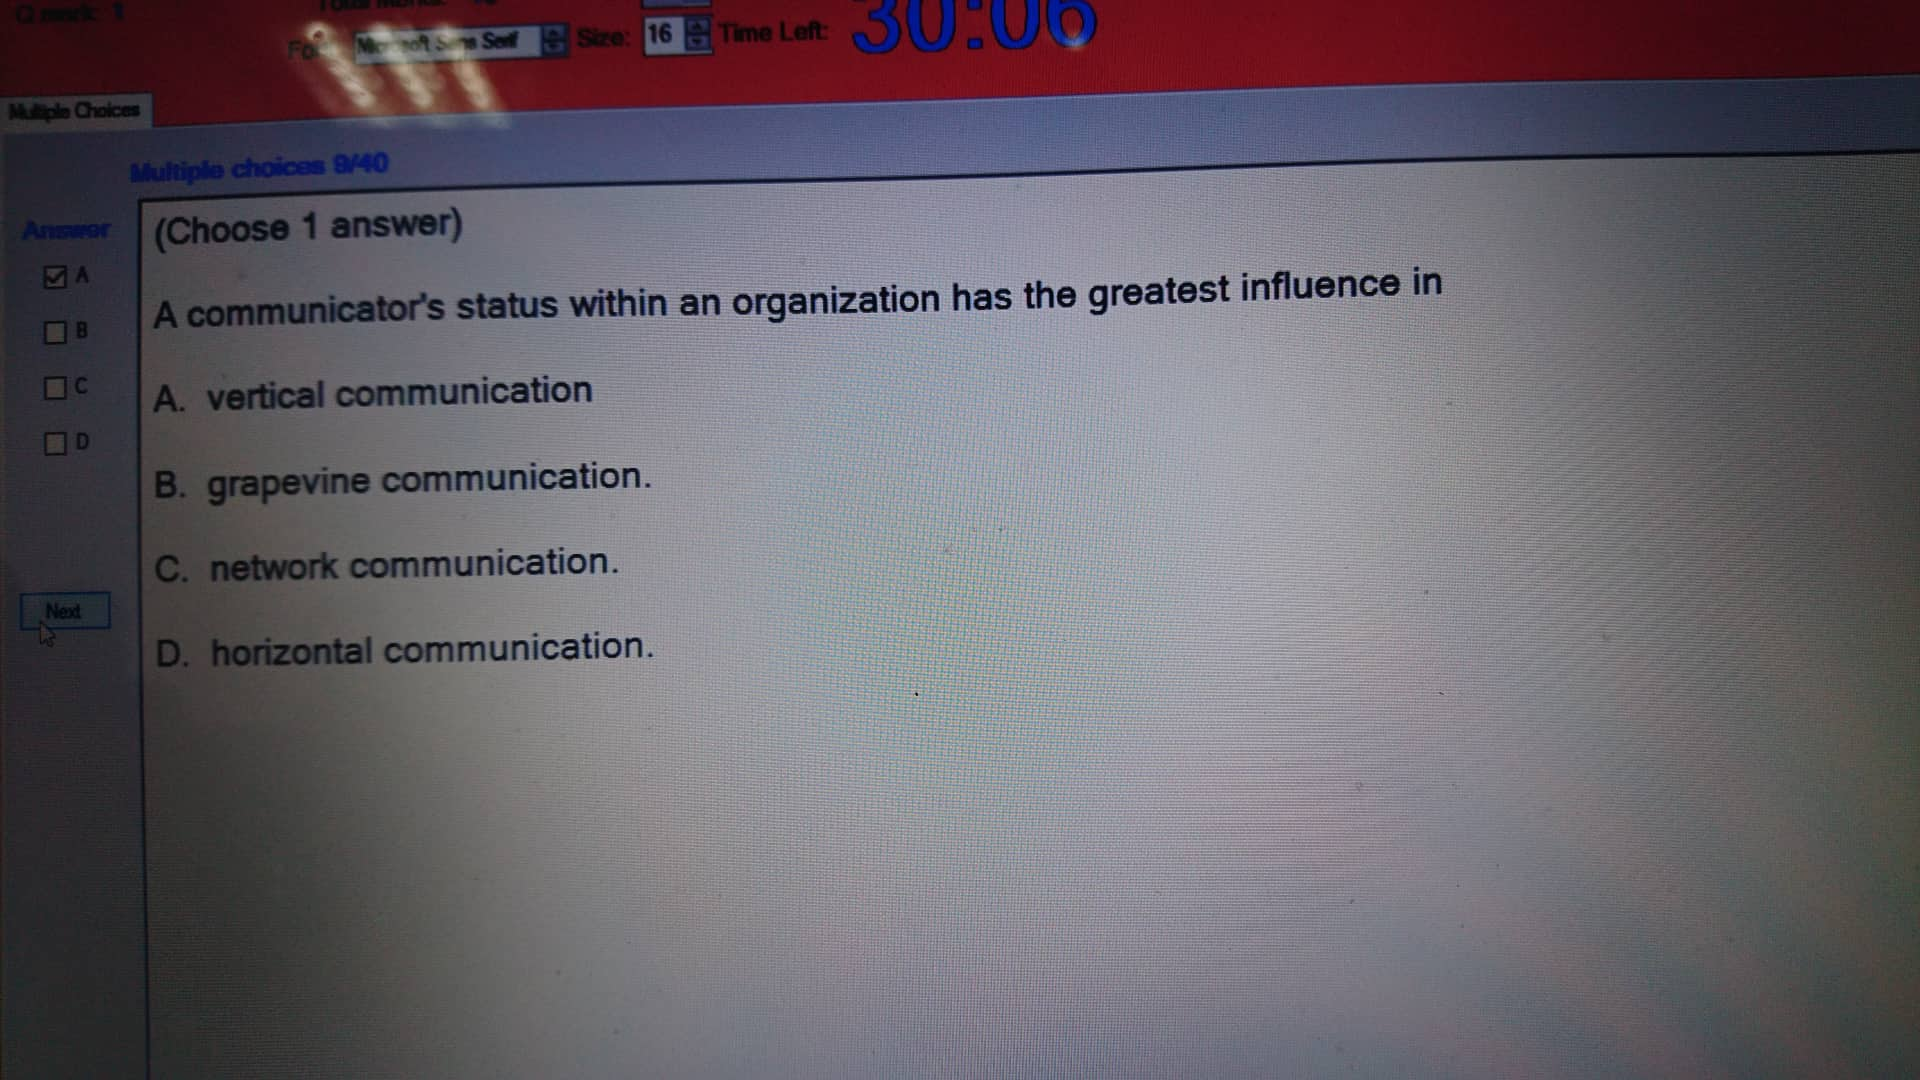 Q mark: 1
Font: Microsoft Sans Serif Size: 16 Time Left: 30:06
Multiple Choices
Multiple choices 9/40
Answer
(Choose 1 answer)
A communicator's status within an organization has the greatest influence in
A
B
C
D
A. vertical communication
B. grapevine communication.
C. network communication.
D. horizontal communication.
Next